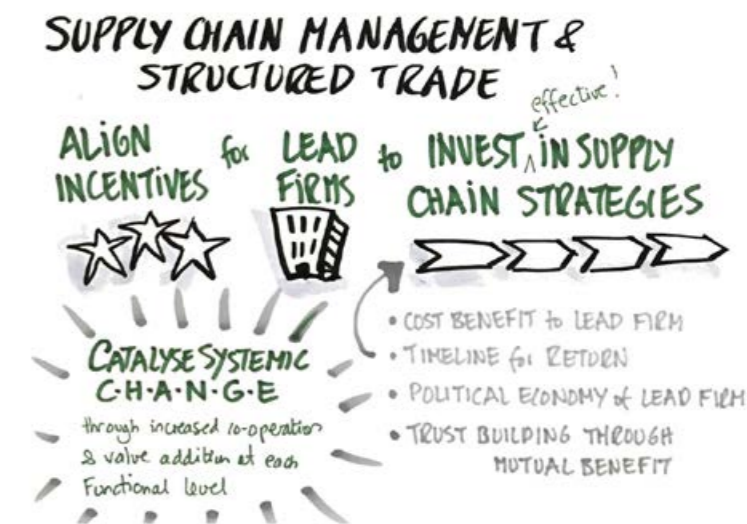 SUPPLY CHAIN MANAGEMENT &
STRUCTURED TRADE
effective!
ALIGN INCENTIVES for LEAD FIRMS to INVEST IN SUPPLY CHAIN STRATEGIES
CATALYSE SYSTEMIC
C·H·A·N·G·E
through increased co-operation
& value addition at each
Functional level
• COST BENEFIT to LEAD FIRM
• TIMELINE for RETURN
• POLITICAL ECONOMY of LEAD FIRM
• TRUST BUILDING THROUGH
MUTUAL BENEFIT